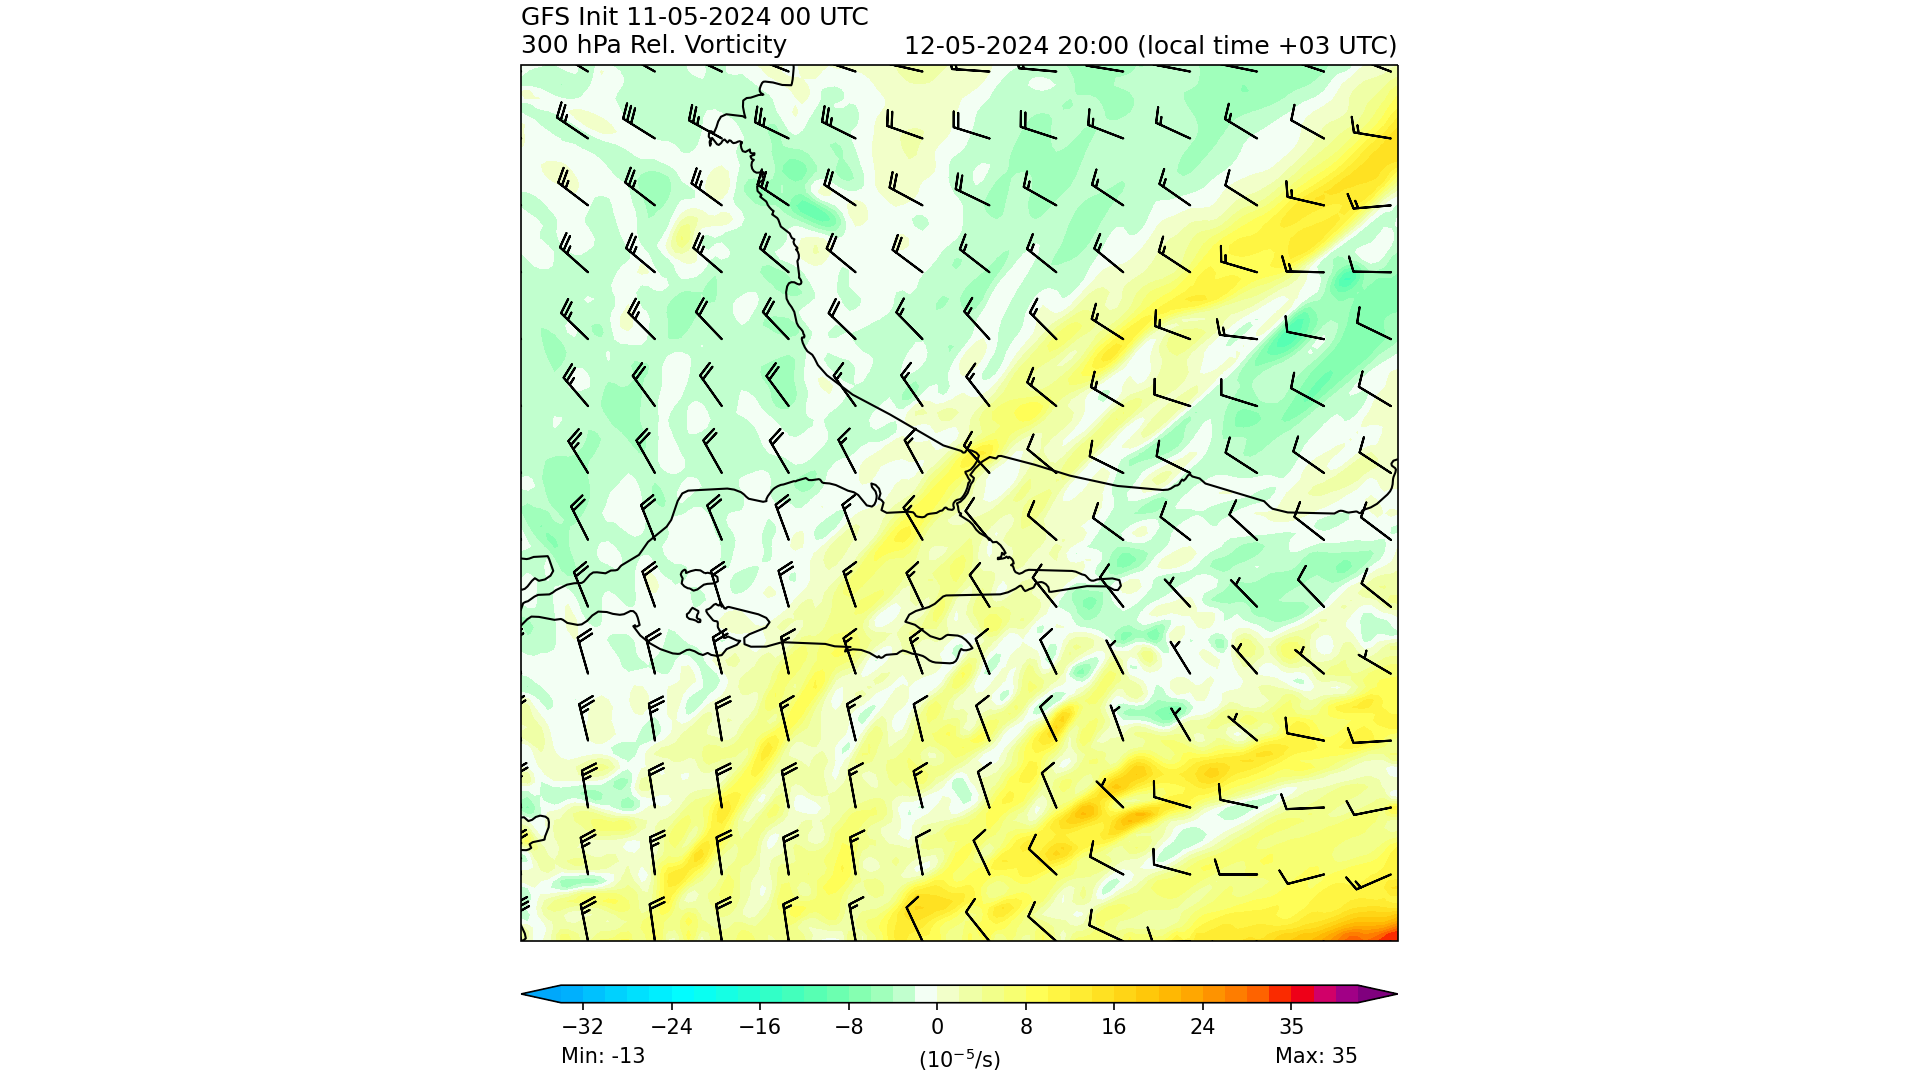 GFS Init 11-05-2024 00 UTC
300 hPa Rel. Vorticity
12-05-2024 20:00 (local time +03 UTC)
−32 −24 −16 −8 0 8 16 24 35
Min: -13
(10⁻⁵/s)
Max: 35